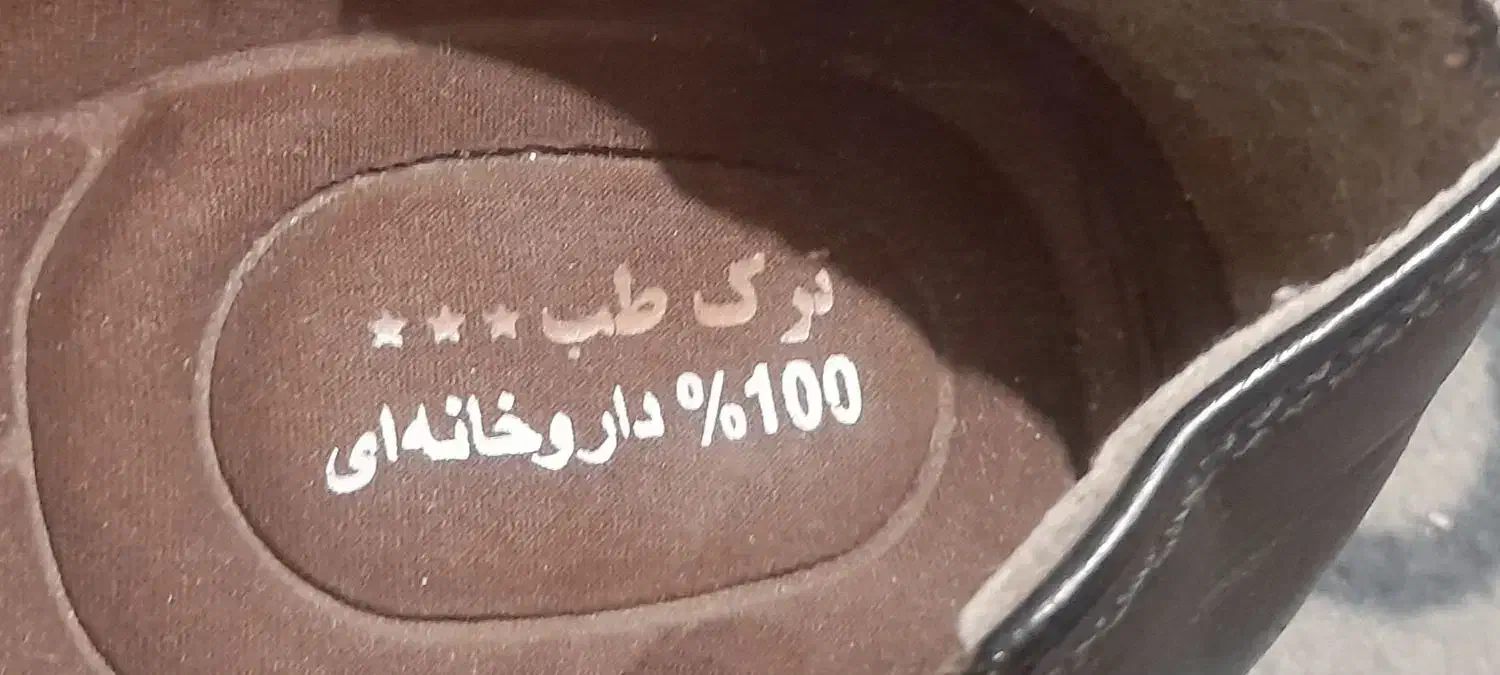 ترک طب ★★★
%100 داروخانه‌ای